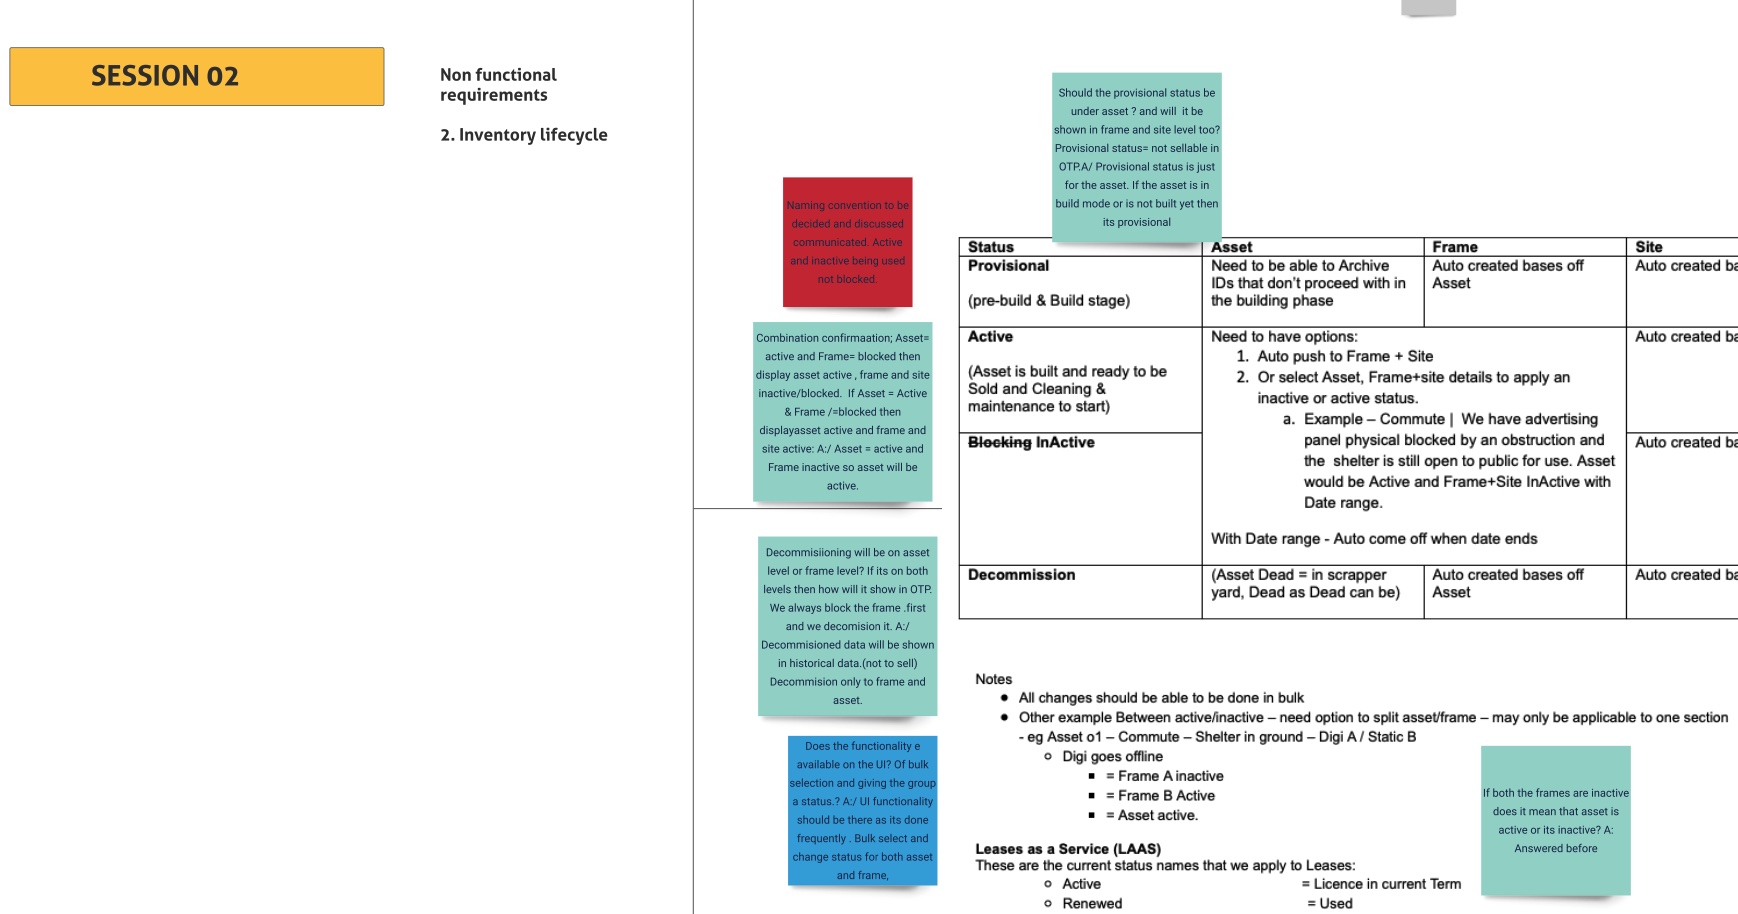 SESSION 02
Non functional
requirements
2. Inventory lifecycle
Should the provisional status be
under asset ? and will it be
shown in frame and site level too?
Provisional status= not sellable in
OTP.A/ Provisional status is just
for the asset. If the asset is in
build mode or is not built yet then
its provisional
Naming convention to be
decided and discussed
communicated. Active
and inactive being used
not blocked.
Combination confirmaation; Asset=
active and Frame= blocked then
display asset active , frame and site
inactive/blocked. If Asset = Active
& Frame /=blocked then
displayasset active and frame and
site active: A:/ Asset = active and
Frame inactive so asset will be
active.
Decommisiioning will be on asset
level or frame level? If its on both
levels then how will it show in OTP.
We always block the frame .first
and we decomision it. A:/
Decommisioned data will be shown
in historical data.(not to sell)
Decommision only to frame and
asset.
Does the functionality e
available on the UI? Of bulk
selection and giving the group
a status.? A:/ UI functionality
should be there as its done
frequently . Bulk select and
change status for both asset
and frame,
Status Asset Frame Site
Provisional
(pre-build & Build stage)
Need to be able to Archive
IDs that don't proceed with in
the building phase
Auto created bases off
Asset
Auto created ba
Active
(Asset is built and ready to be
Sold and Cleaning &
maintenance to start)
Need to have options:
1. Auto push to Frame + Site
2. Or select Asset, Frame+site details to apply an
inactive or active status.
a. Example – Commute | We have advertising
panel physical blocked by an obstruction and
the shelter is still open to public for use. Asset
would be Active and Frame+Site InActive with
Date range.
With Date range - Auto come off when date ends
Auto created ba
Blocking InActive
Auto created ba
Decommission
(Asset Dead = in scrapper
yard, Dead as Dead can be)
Auto created bases off
Asset
Auto created ba
Notes
● All changes should be able to be done in bulk
● Other example Between active/inactive – need option to split asset/frame – may only be applicable to one section
- eg Asset o1 – Commute – Shelter in ground – Digi A / Static B
o Digi goes offline
▪ = Frame A inactive
▪ = Frame B Active
▪ = Asset active.
If both the frames are inactive
does it mean that asset is
active or its inactive? A:
Answered before
Leases as a Service (LAAS)
These are the current status names that we apply to Leases:
o Active = Licence in current Term
o Renewed = Used